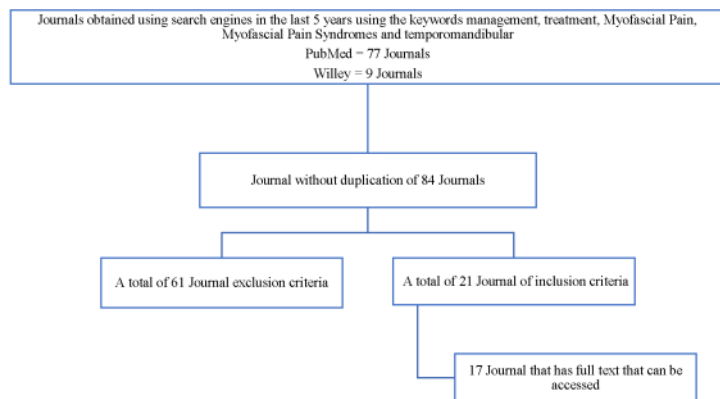 Journals obtained using search engines in the last 5 years using the keywords management, treatment, Myofascial Pain,
Myofascial Pain Syndromes and temporomandibular
PubMed = 77 Journals
Willey = 9 Journals
Journal without duplication of 84 Journals
A total of 61 Journal exclusion criteria
A total of 21 Journal of inclusion criteria
17 Journal that has full text that can be
accessed